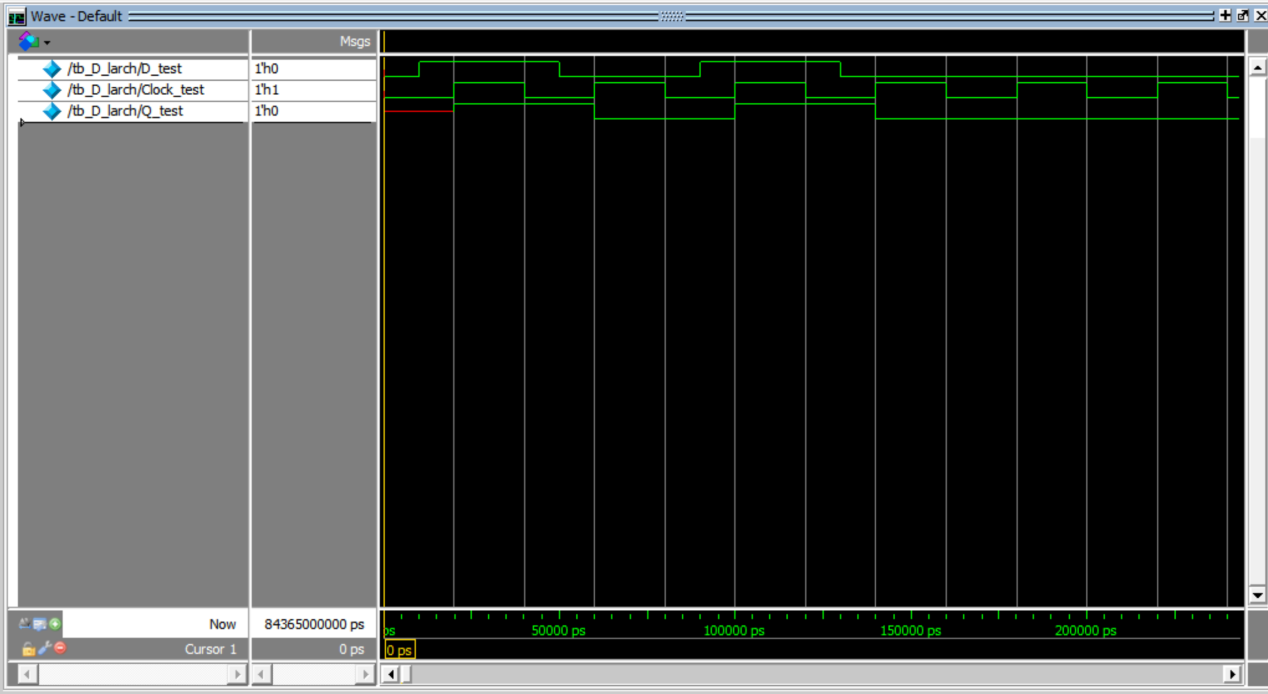 Wave - Default
Msgs
/tb_D_larch/D_test 1'h0
/tb_D_larch/Clock_test 1'h1
/tb_D_larch/Q_test 1'h0
Now 84365000000 ps
ps 50000 ps 100000 ps 150000 ps 200000 ps
Cursor 1 0 ps 0 ps